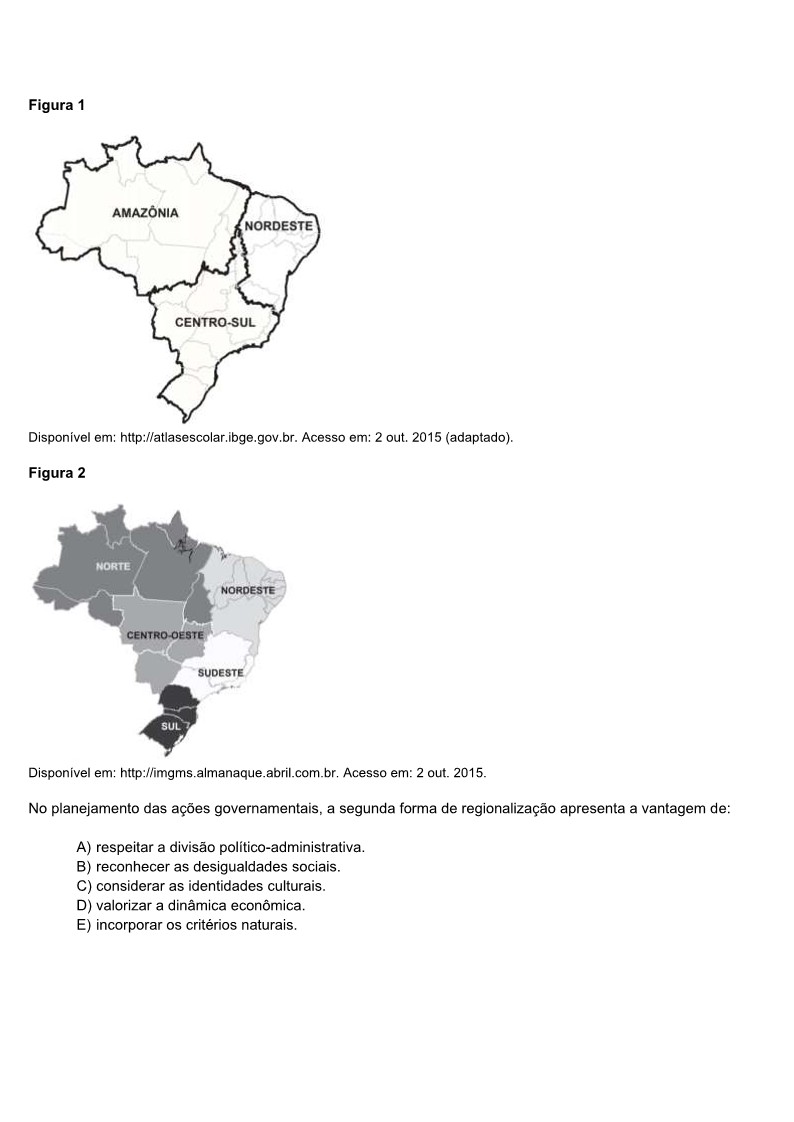 Figura 1
AMAZÔNIA
NORDESTE
CENTRO-SUL
Disponível em: http://atlasescolar.ibge.gov.br. Acesso em: 2 out. 2015 (adaptado).
Figura 2
NORTE
NORDESTE
CENTRO-OESTE
SUDESTE
SUL
Disponível em: http://imgms.almanaque.abril.com.br. Acesso em: 2 out. 2015.
No planejamento das ações governamentais, a segunda forma de regionalização apresenta a vantagem de:
A) respeitar a divisão político-administrativa.
B) reconhecer as desigualdades sociais.
C) considerar as identidades culturais.
D) valorizar a dinâmica econômica.
E) incorporar os critérios naturais.